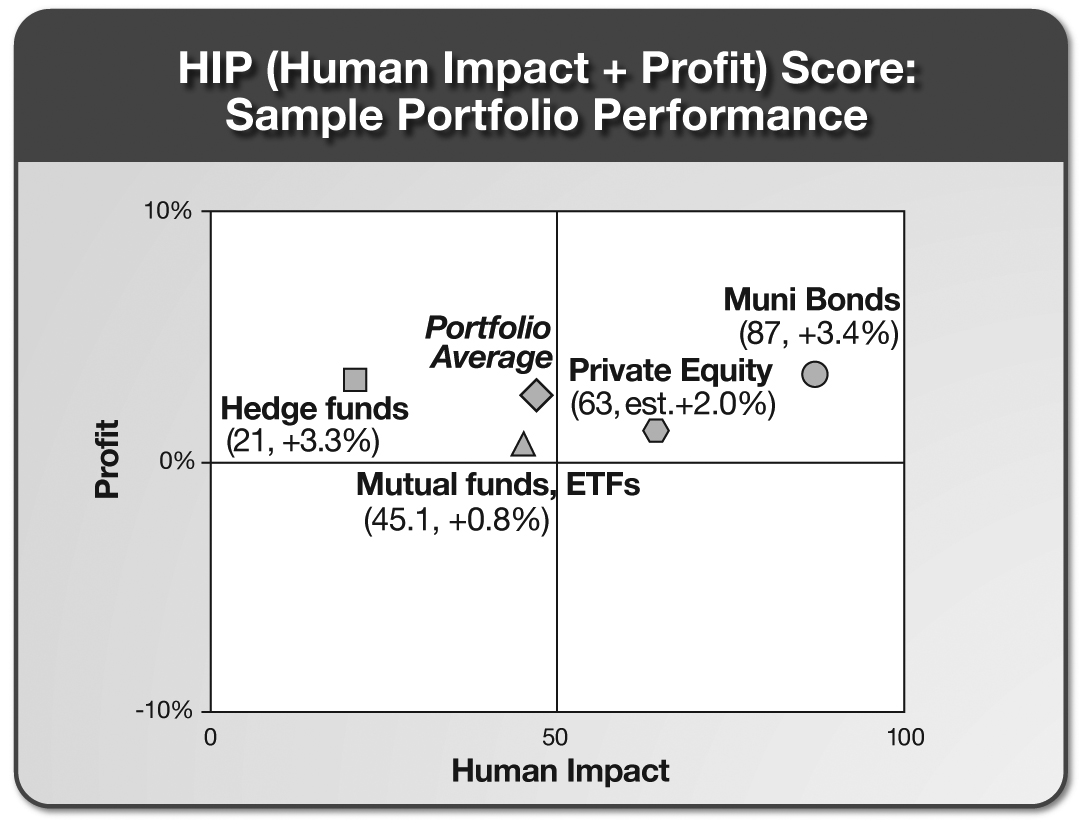 HIP (Human Impact + Profit) Score:
Sample Portfolio Performance
10%
Muni Bonds
(87, +3.4%)
Portfolio
Average
Private Equity
(63, est.+2.0%)
Hedge funds
(21, +3.3%)
Profit
0%
Mutual funds, ETFs
(45.1, +0.8%)
-10%
0
50
100
Human Impact